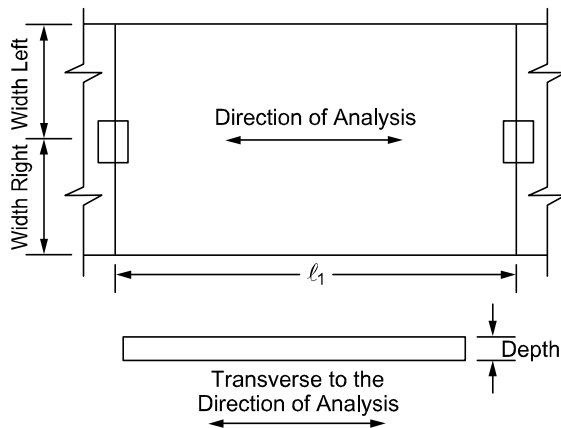 Width Left
Width Right
Direction of Analysis
ℓ1
Depth
Transverse to the
Direction of Analysis